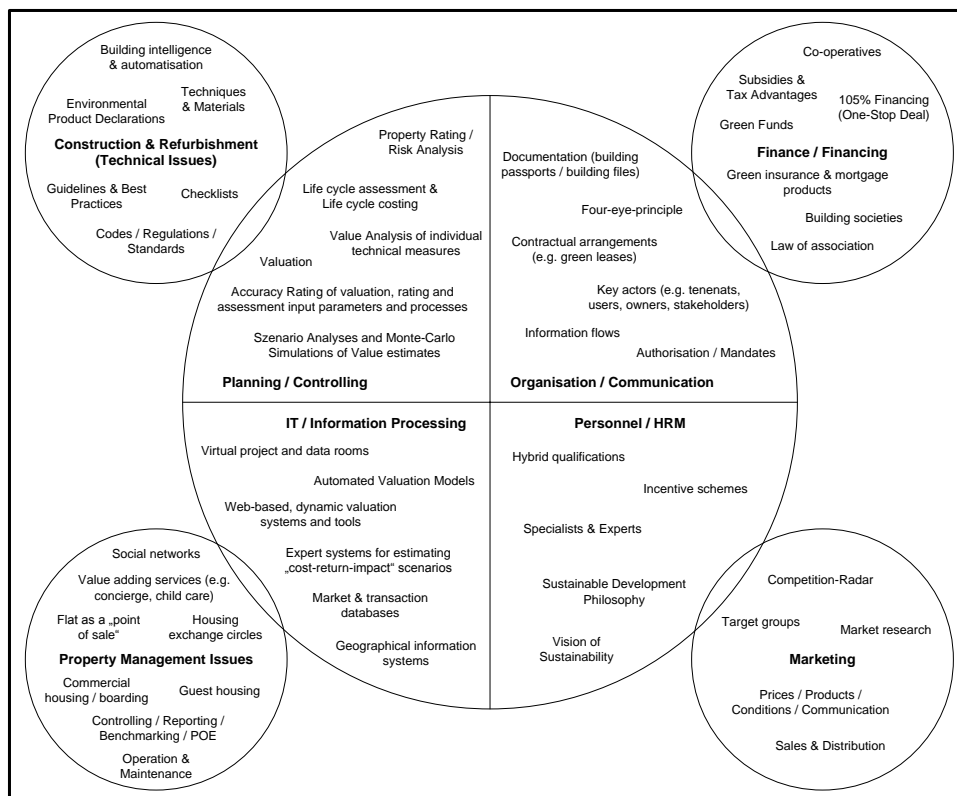 Building intelligence
& automatisation
Techniques
& Materials
Environmental
Product Declarations
Construction & Refurbishment
(Technical Issues)
Guidelines & Best
Practices
Checklists
Codes / Regulations /
Standards
Property Rating /
Risk Analysis
Life cycle assessment &
Life cycle costing
Value Analysis of individual
technical measures
Valuation
Accuracy Rating of valuation, rating and
assessment input parameters and processes
Szenario Analyses and Monte-Carlo
Simulations of Value estimates
Planning / Controlling
Documentation (building
passports / building files)
Four-eye-principle
Contractual arrangements
(e.g. green leases)
Key actors (e.g. tenenats,
users, owners, stakeholders)
Information flows
Authorisation / Mandates
Organisation / Communication
Co-operatives
Subsidies &
Tax Advantages
105% Financing
(One-Stop Deal)
Green Funds
Finance / Financing
Green insurance & mortgage
products
Building societies
Law of association
IT / Information Processing
Virtual project and data rooms
Automated Valuation Models
Web-based, dynamic valuation
systems and tools
Expert systems for estimating
„cost-return-impact“ scenarios
Market & transaction
databases
Geographical information
systems
Personnel / HRM
Hybrid qualifications
Incentive schemes
Specialists & Experts
Sustainable Development
Philosophy
Vision of
Sustainability
Social networks
Value adding services (e.g.
concierge, child care)
Flat as a „point
of sale“
Housing
exchange circles
Property Management Issues
Commercial
housing / boarding
Guest housing
Controlling / Reporting /
Benchmarking / POE
Operation &
Maintenance
Competition-Radar
Target groups
Market research
Marketing
Prices / Products /
Conditions / Communication
Sales & Distribution